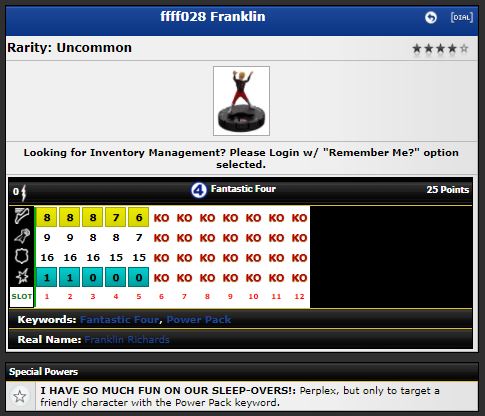 ffff028 Franklin
[DIAL]
Rarity: Uncommon
Looking for Inventory Management? Please Login w/ "Remember Me?" option
selected.
0 4 Fantastic Four 25 Points
8 8 8 7 6 KO KO KO KO KO KO KO
9 9 8 8 7 KO KO KO KO KO KO KO
16 16 16 15 15 KO KO KO KO KO KO KO
1 1 0 0 0 KO KO KO KO KO KO KO
SLOT 1 2 3 4 5 6 7 8 9 10 11 12
Keywords: Fantastic Four, Power Pack
Real Name: Franklin Richards
Special Powers
I HAVE SO MUCH FUN ON OUR SLEEP-OVERS!: Perplex, but only to target a
friendly character with the Power Pack keyword.